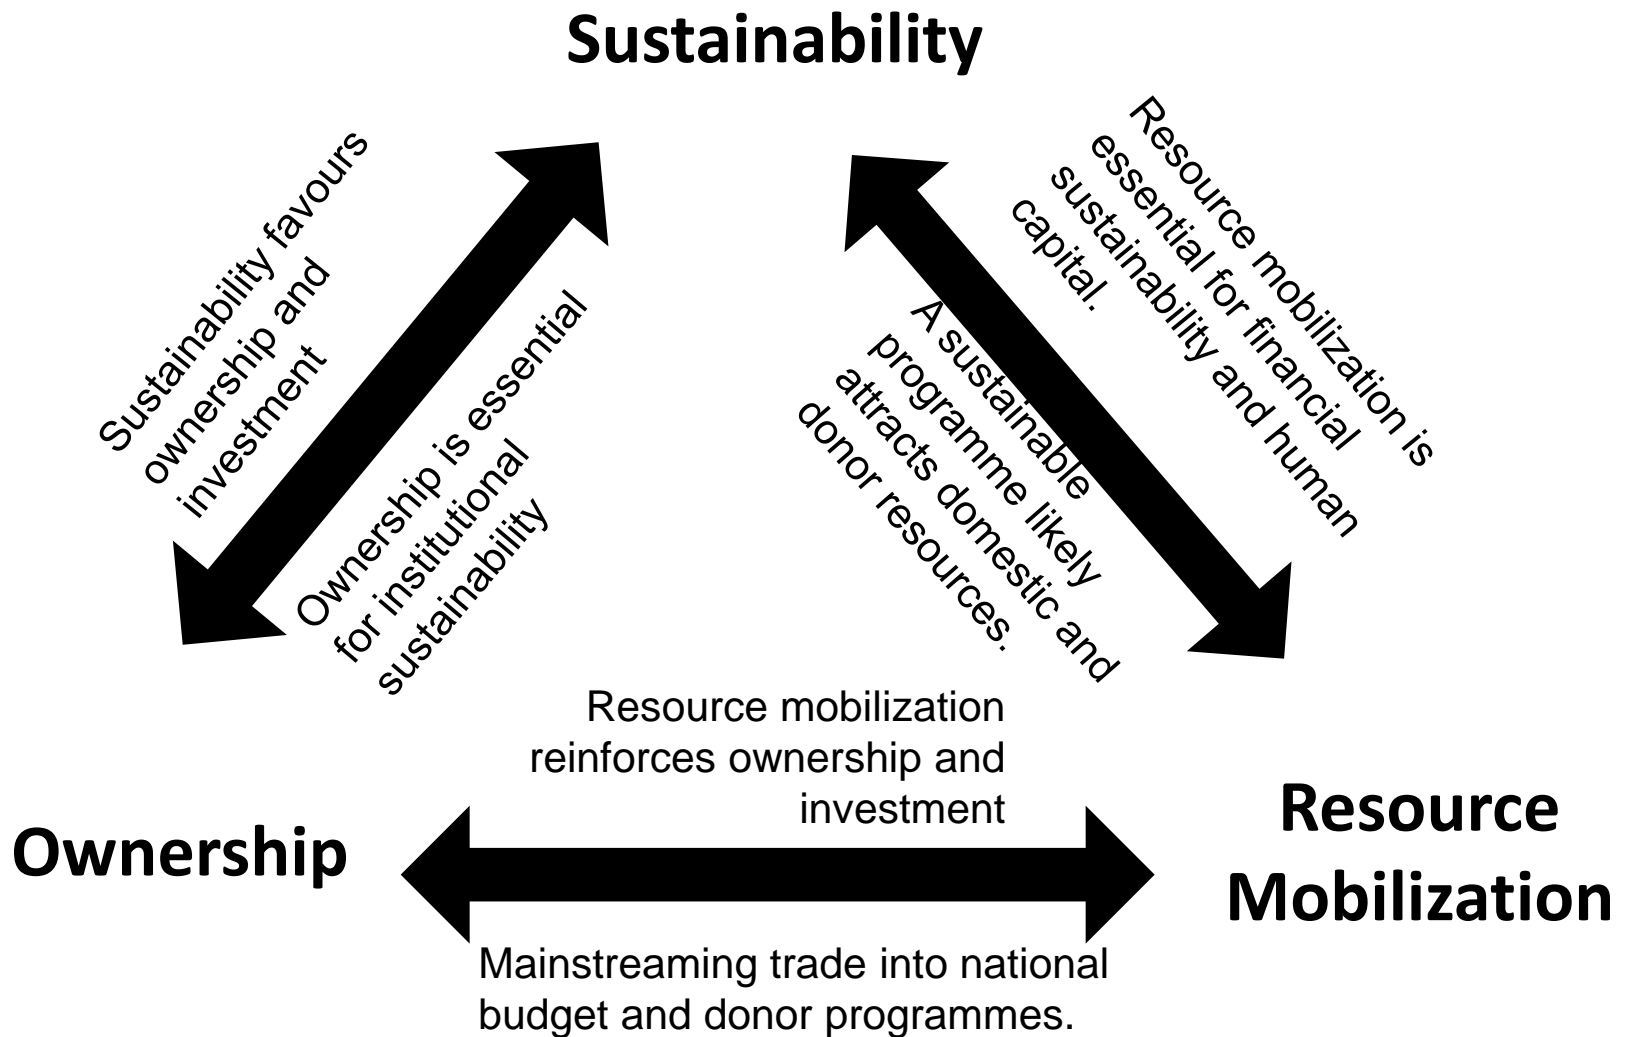 Sustainability
Sustainability favours
ownership and
investment
Ownership is essential
for institutional
sustainability
Resource mobilization is
essential for financial
sustainability and human
capital.
A sustainable
programme likely
attracts domestic and
donor resources.
Resource mobilization
reinforces ownership and
investment
Ownership
Resource
Mobilization
Mainstreaming trade into national
budget and donor programmes.